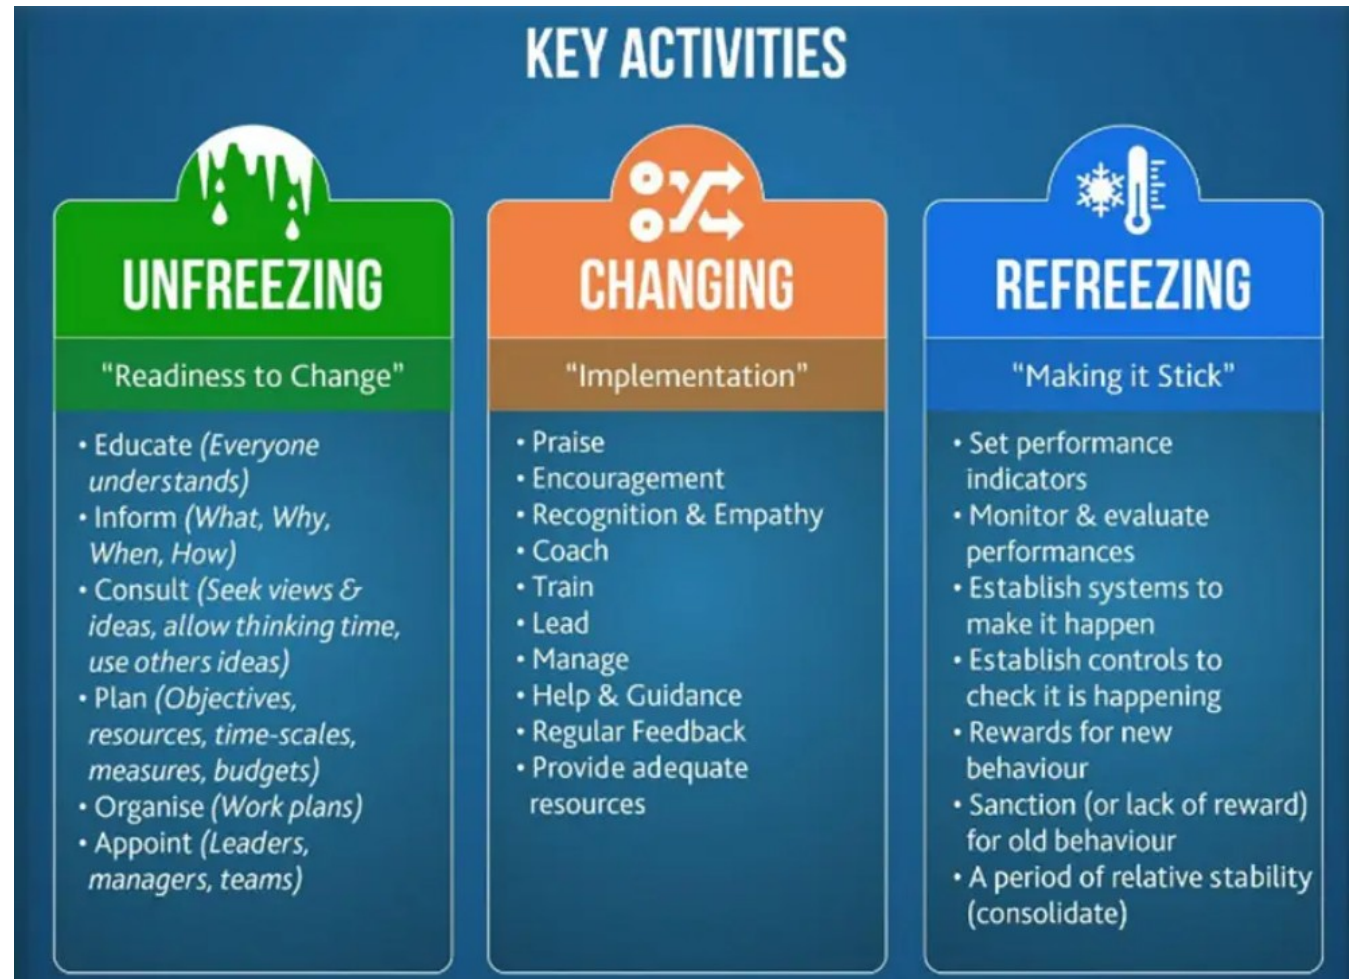 KEY ACTIVITIES
UNFREEZING
"Readiness to Change"
• Educate (Everyone
understands)
• Inform (What, Why,
When, How)
• Consult (Seek views &
ideas, allow thinking time,
use others ideas)
• Plan (Objectives,
resources, time-scales,
measures, budgets)
• Organise (Work plans)
• Appoint (Leaders,
managers, teams)
CHANGING
"Implementation"
• Praise
• Encouragement
• Recognition & Empathy
• Coach
• Train
• Lead
• Manage
• Help & Guidance
• Regular Feedback
• Provide adequate
resources
REFREEZING
"Making it Stick"
• Set performance
indicators
• Monitor & evaluate
performances
• Establish systems to
make it happen
• Establish controls to
check it is happening
• Rewards for new
behaviour
• Sanction (or lack of reward)
for old behaviour
• A period of relative stability
(consolidate)